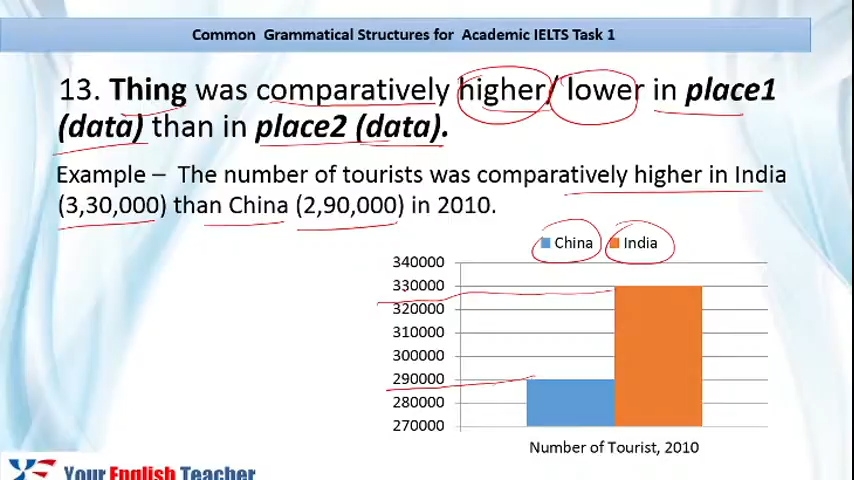 Common Grammatical Structures for Academic IELTS Task 1
13. Thing was comparatively higher/ lower in place1
(data) than in place2 (data).
Example – The number of tourists was comparatively higher in India
(3,30,000) than China (2,90,000) in 2010.
China India
340000
330000
320000
310000
300000
290000
280000
270000
Number of Tourist, 2010
Your English Teacher